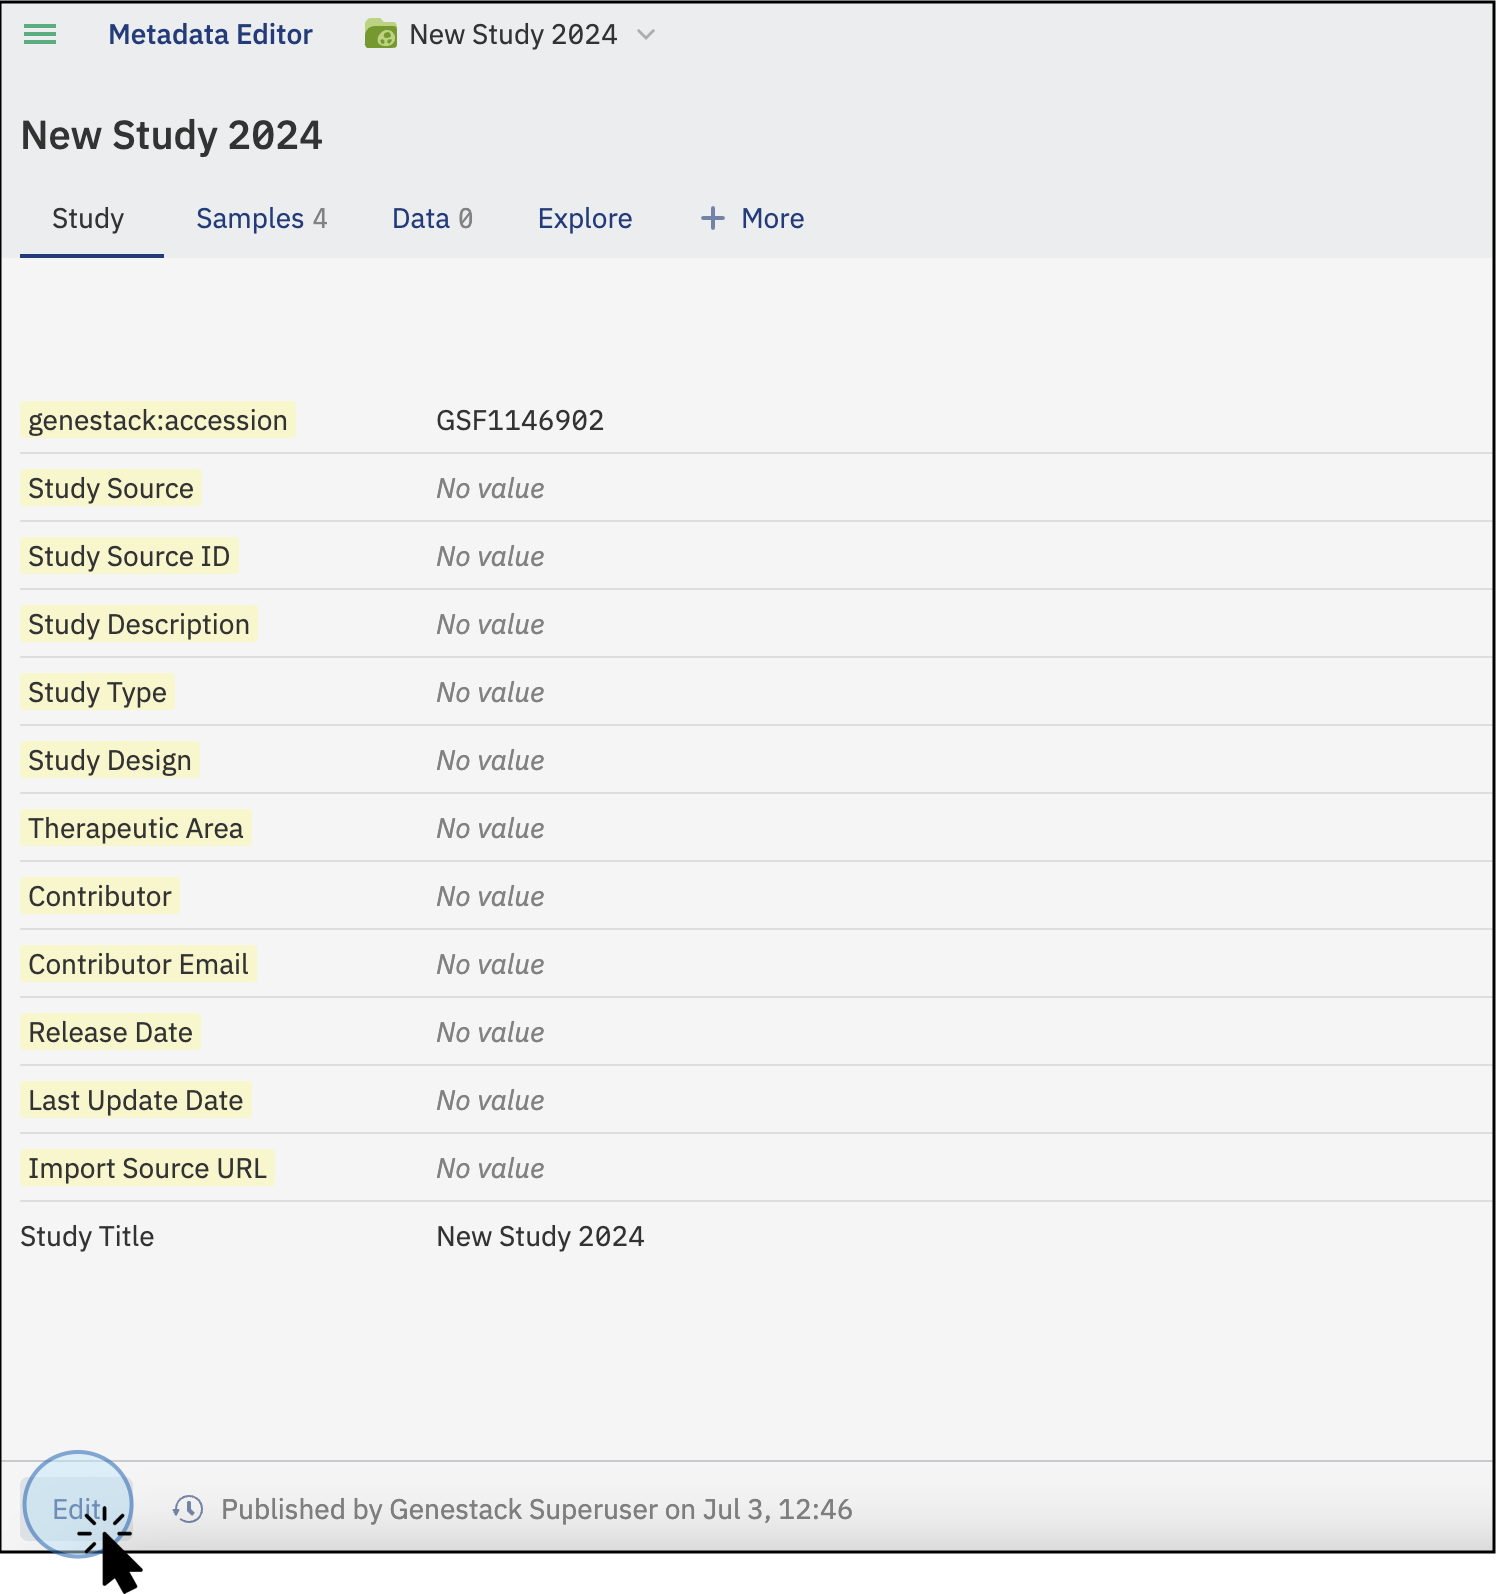 Metadata Editor New Study 2024
New Study 2024
Study Samples 4 Data 0 Explore + More
genestack:accession GSF1146902
Study Source No value
Study Source ID No value
Study Description No value
Study Type No value
Study Design No value
Therapeutic Area No value
Contributor No value
Contributor Email No value
Release Date No value
Last Update Date No value
Import Source URL No value
Study Title New Study 2024
Edit Published by Genestack Superuser on Jul 3, 12:46